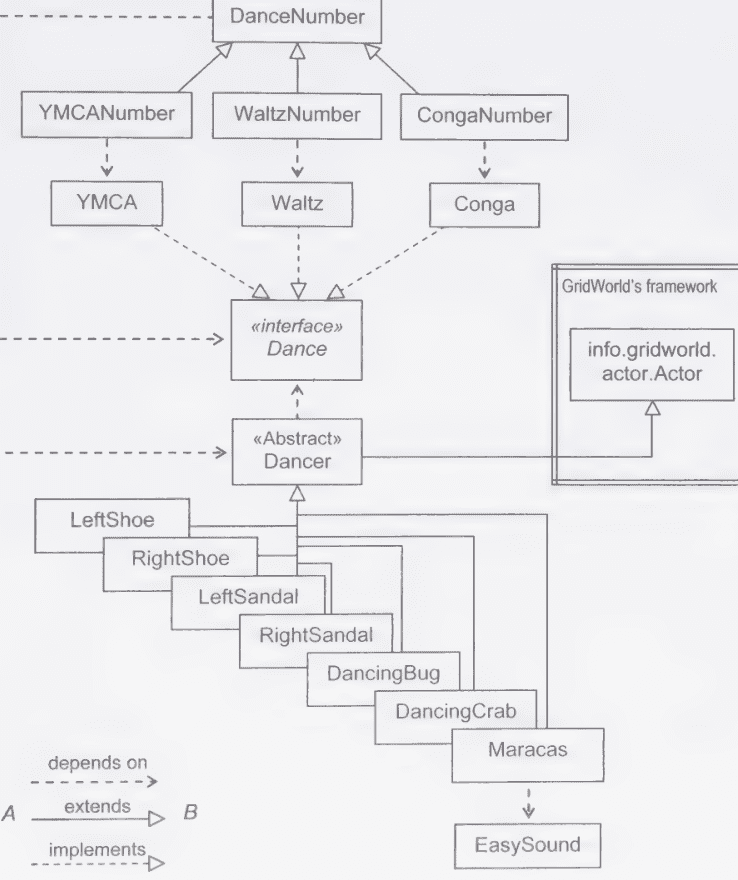 DanceNumber
YMCANumber
WaltzNumber
CongaNumber
YMCA
Waltz
Conga
«interface»
Dance
GridWorld's framework
info.gridworld.
actor.Actor
«Abstract»
Dancer
LeftShoe
RightShoe
LeftSandal
RightSandal
DancingBug
DancingCrab
Maracas
EasySound
depends on
A extends B
implements